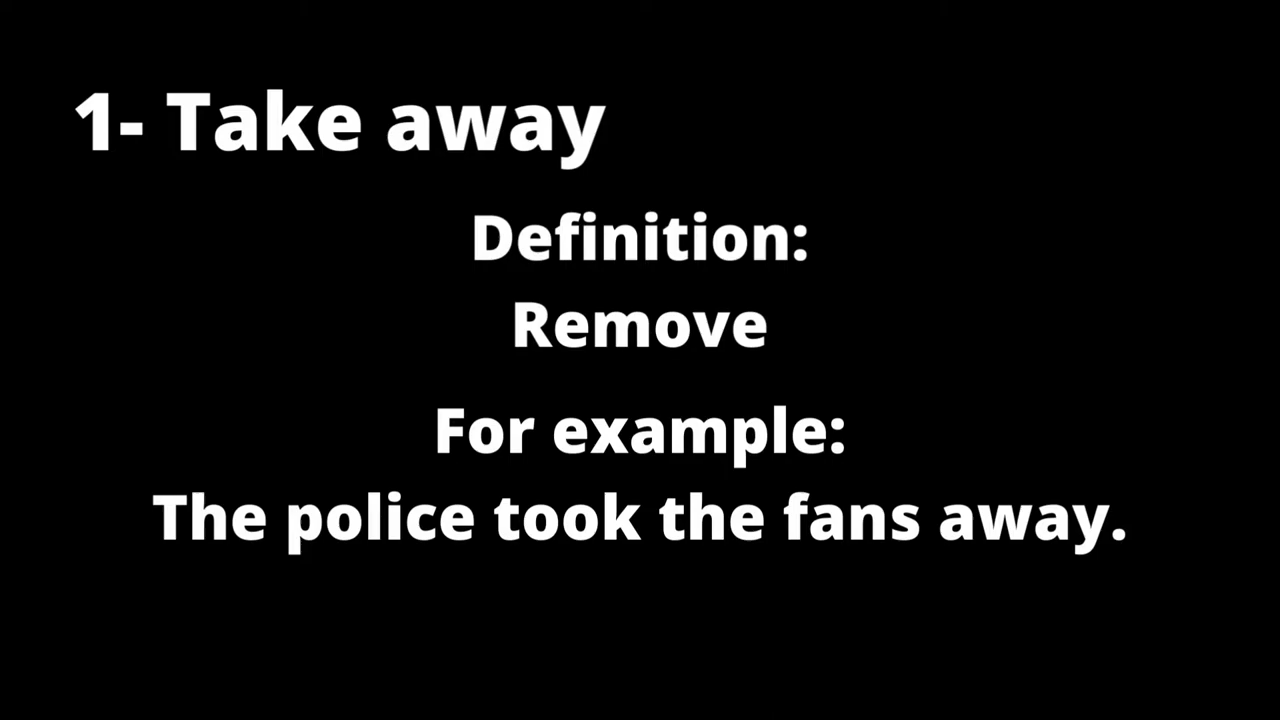 1- Take away
Definition:
Remove
For example:
The police took the fans away.